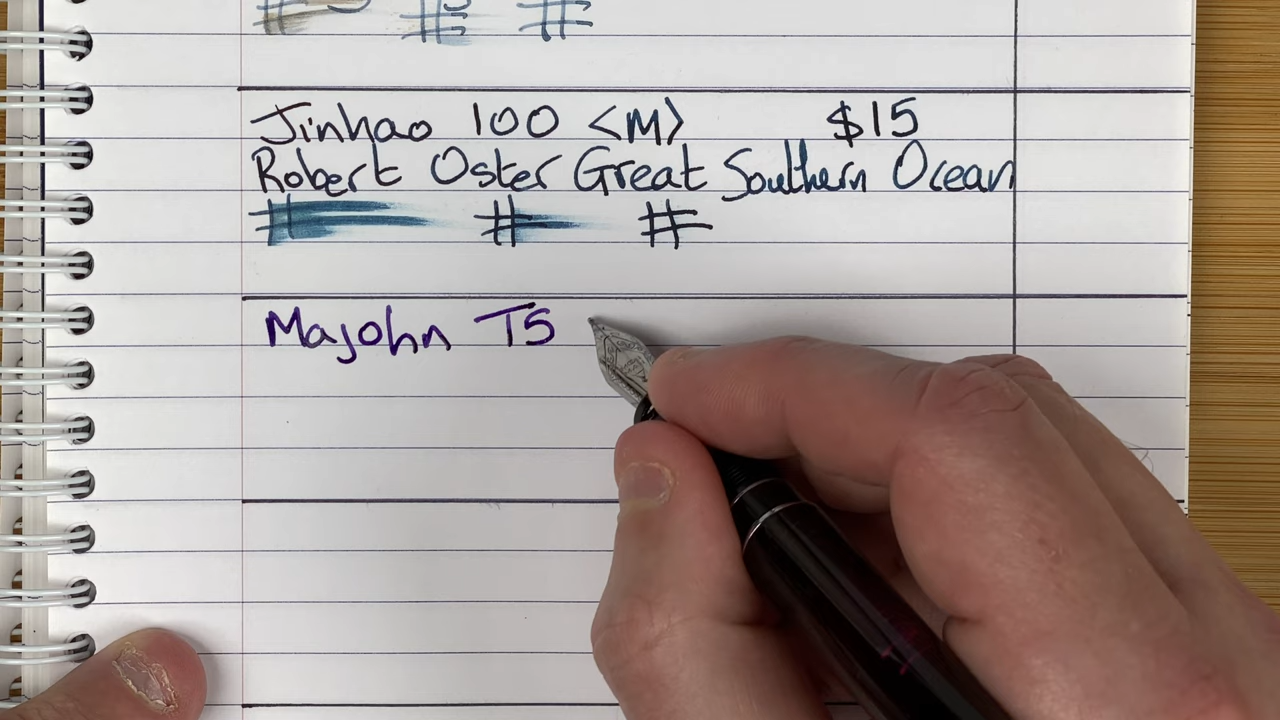 # # #
Jinhao 100 <M> $15
Robert Oster Great Southern Ocean
# # #
Majohn T5